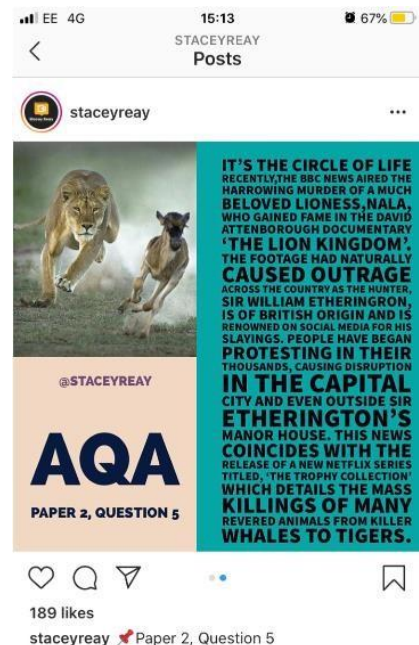 EE 4G 15:13 67%
STACEYREAY
Posts
staceyreay
IT'S THE CIRCLE OF LIFE
RECENTLY,THE BBC NEWS AIRED THE
HARROWING MURDER OF A MUCH
BELOVED LIONESS,NALA,
WHO GAINED FAME IN THE DAVID
ATTENBOROUGH DOCUMENTARY
'THE LION KINGDOM'.
THE FOOTAGE HAD NATURALLY
CAUSED OUTRAGE
ACROSS THE COUNTRY AS THE HUNTER,
SIR WILLIAM ETHERINGRON,
IS OF BRITISH ORIGIN AND IS
RENOWNED ON SOCIAL MEDIA FOR HIS
SLAYINGS. PEOPLE HAVE BEGAN
PROTESTING IN THEIR
THOUSANDS, CAUSING DISRUPTION
IN THE CAPITAL
CITY AND EVEN OUTSIDE SIR
ETHERINGTON'S
MANOR HOUSE. THIS NEWS
COINCIDES WITH THE
RELEASE OF A NEW NETFLIX SERIES
TITLED, 'THE TROPHY COLLECTION'
WHICH DETAILS THE MASS
KILLINGS OF MANY
REVERED ANIMALS FROM KILLER
WHALES TO TIGERS.
@STACEYREAY
AQA
PAPER 2, QUESTION 5
189 likes
staceyreay 📌Paper 2, Question 5